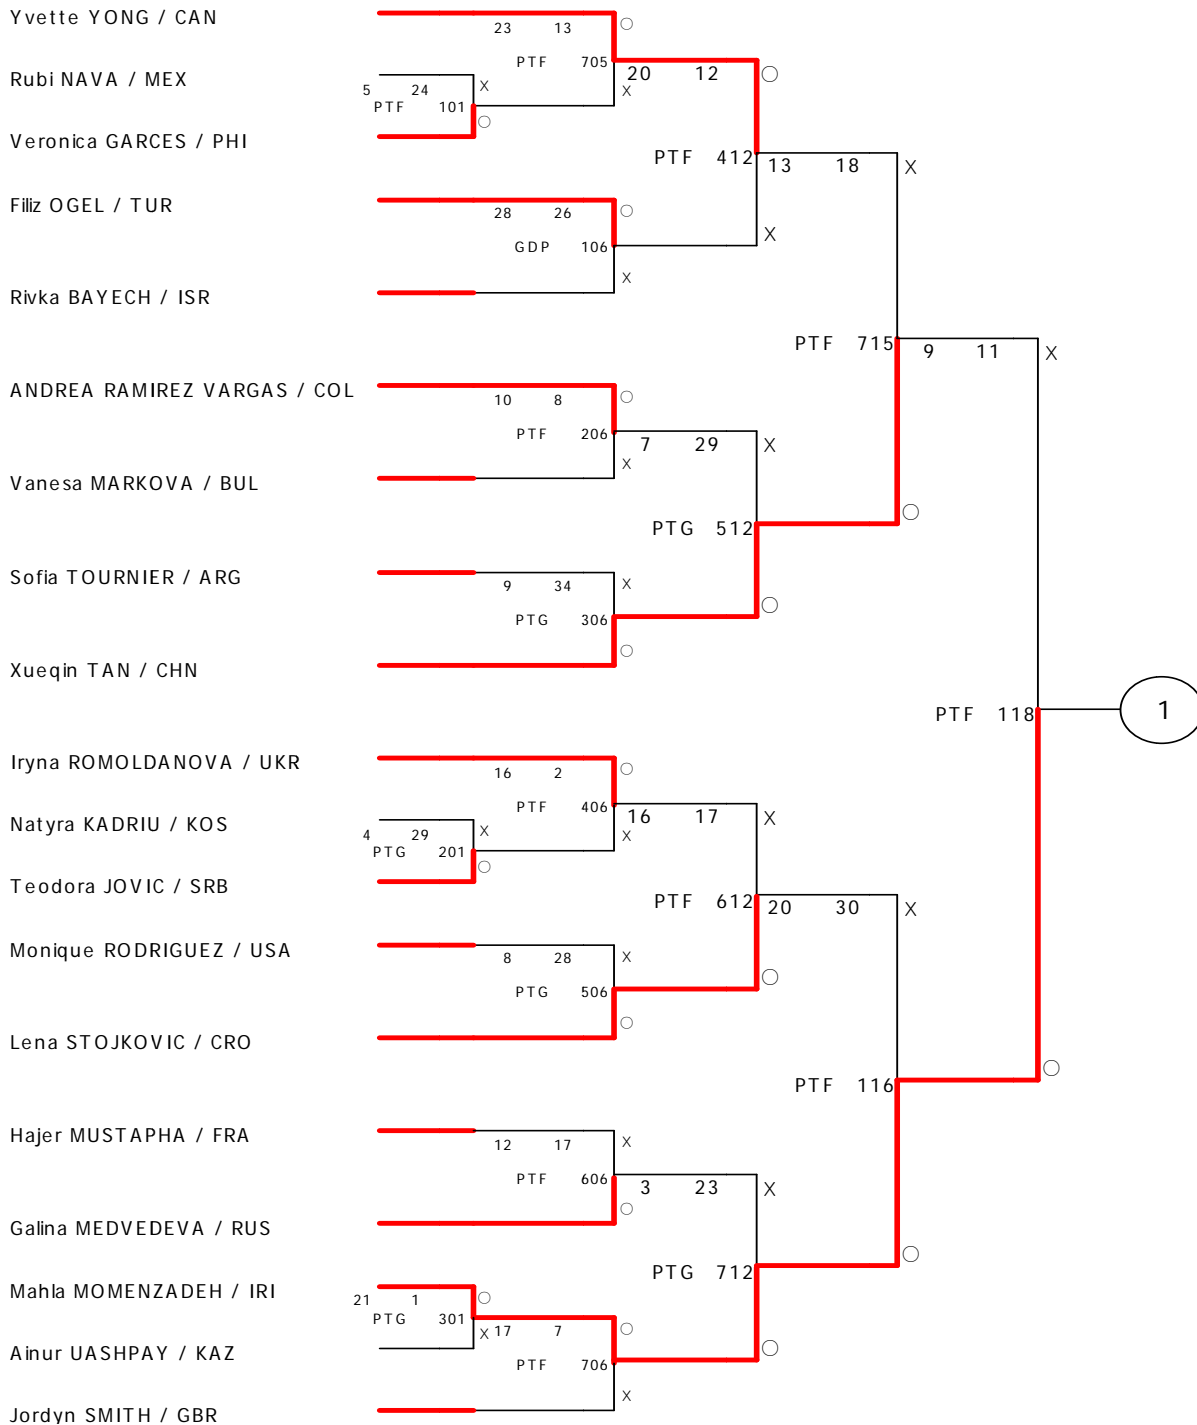 Yvette YONG / CAN
23 13
PTF 705
20 12
Rubi NAVA / MEX
5 24
PTF 101
X
X
Veronica GARCES / PHI
PTF 412
13 18
X
Filiz OGEL / TUR
28 26
GDP 106
X
X
Rivka BAYECH / ISR
PTF 715
9 11
X
ANDREA RAMIREZ VARGAS / COL
10 8
PTF 206
7 29
X
X
Vanesa MARKOVA / BUL
PTG 512
Sofia TOURNIER / ARG
9 34
X
PTG 306
Xueqin TAN / CHN
PTF 118
1
Iryna ROMOLDANOVA / UKR
16 2
PTF 406
16 17
X
Natyra KADRIU / KOS
4 29
PTG 201
X
X
Teodora JOVIC / SRB
PTF 612
20 30
X
Monique RODRIGUEZ / USA
8 28
X
PTG 506
Lena STOJKOVIC / CRO
PTF 116
Hajer MUSTAPHA / FRA
12 17
X
PTF 606
3 23
X
Galina MEDVEDEVA / RUS
PTG 712
Mahla MOMENZADEH / IRI
21 1
PTG 301
X
17 7
Ainur UASHPAY / KAZ
PTF 706
X
Jordyn SMITH / GBR